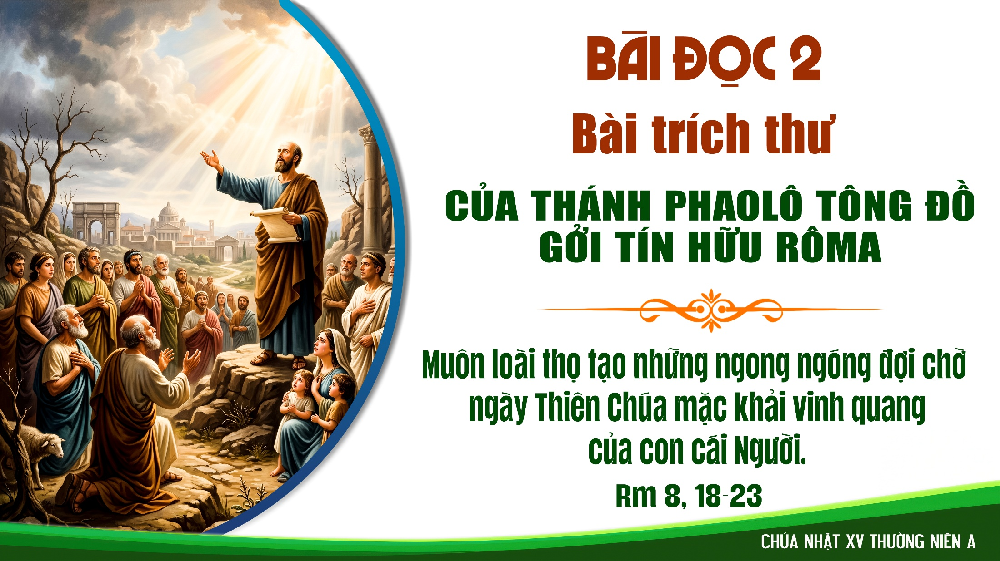 BÀI ĐỌC 2
Bài trích thư
CỦA THÁNH PHAOLÔ TÔNG ĐỒ
GỞI TÍN HỮU RÔMA
Muôn loài thọ tạo những ngong ngóng đợi chờ
ngày Thiên Chúa mặc khải vinh quang
của con cái Người.
Rm 8, 18-23
CHÚA NHẬT XV THƯỜNG NIÊN A